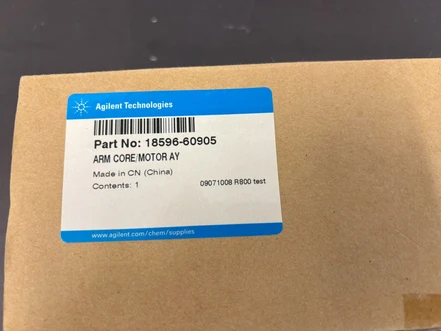 Agilent Technologies
Part No: 18596-60905
ARM CORE/MOTOR AY
Made in CN (China)
Contents: 1
09071008 R800 test
www.agilent.com/chem/supplies